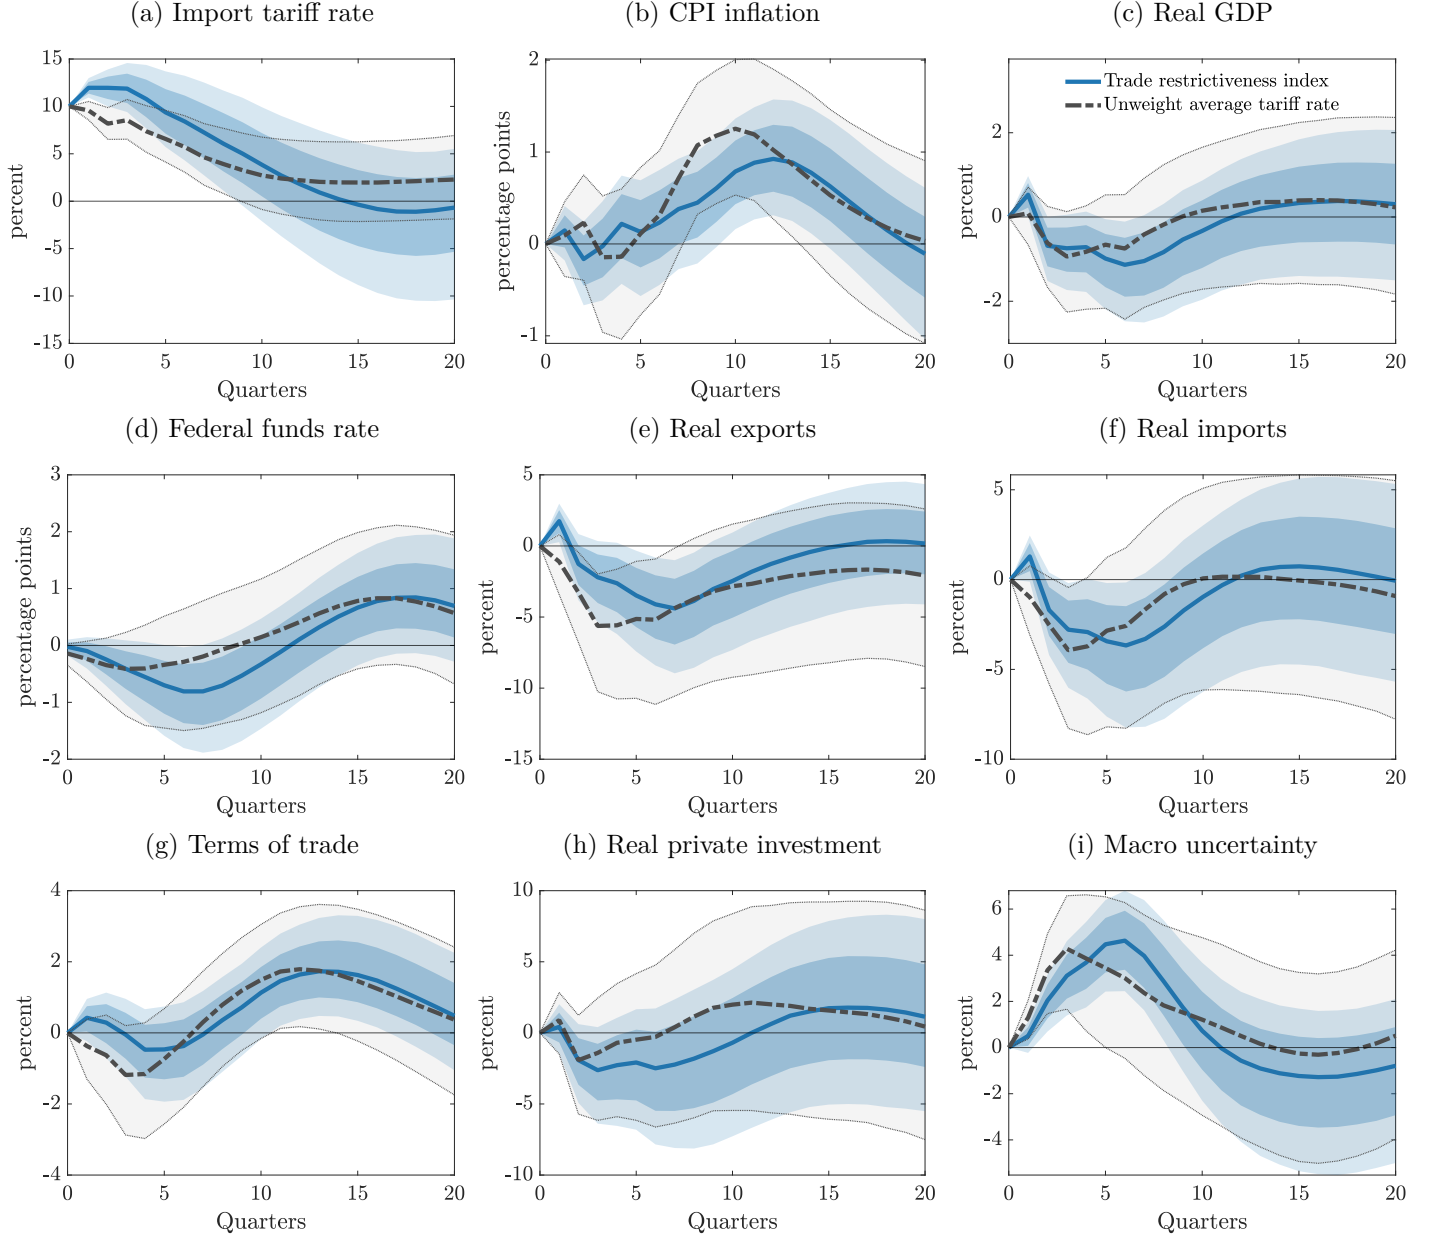 (a) Import tariff rate
(b) CPI inflation
(c) Real GDP
15
10
5
0
-5
-10
-15
percent
0 5 10 15 20
Quarters
2
1
0
-1
percentage points
0 5 10 15 20
Quarters
2
0
-2
percent
Trade restrictiveness index
Unweight average tariff rate
0 5 10 15 20
Quarters
(d) Federal funds rate
(e) Real exports
(f) Real imports
3
2
1
0
-1
-2
percentage points
0 5 10 15 20
Quarters
5
0
-5
-10
-15
percent
0 5 10 15 20
Quarters
5
0
-5
-10
percent
0 5 10 15 20
Quarters
(g) Terms of trade
(h) Real private investment
(i) Macro uncertainty
4
2
0
-2
-4
percent
0 5 10 15 20
Quarters
10
5
0
-5
-10
percent
0 5 10 15 20
Quarters
6
4
2
0
-2
-4
percent
0 5 10 15 20
Quarters